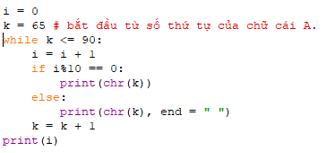 i = 0
k = 65 # bắt đầu từ số thứ tự của chữ cái A.
while k <= 90:
    i = i + 1
    if i%10 == 0:
        print(chr(k))
    else:
        print(chr(k), end = " ")
    k = k + 1
print(i)